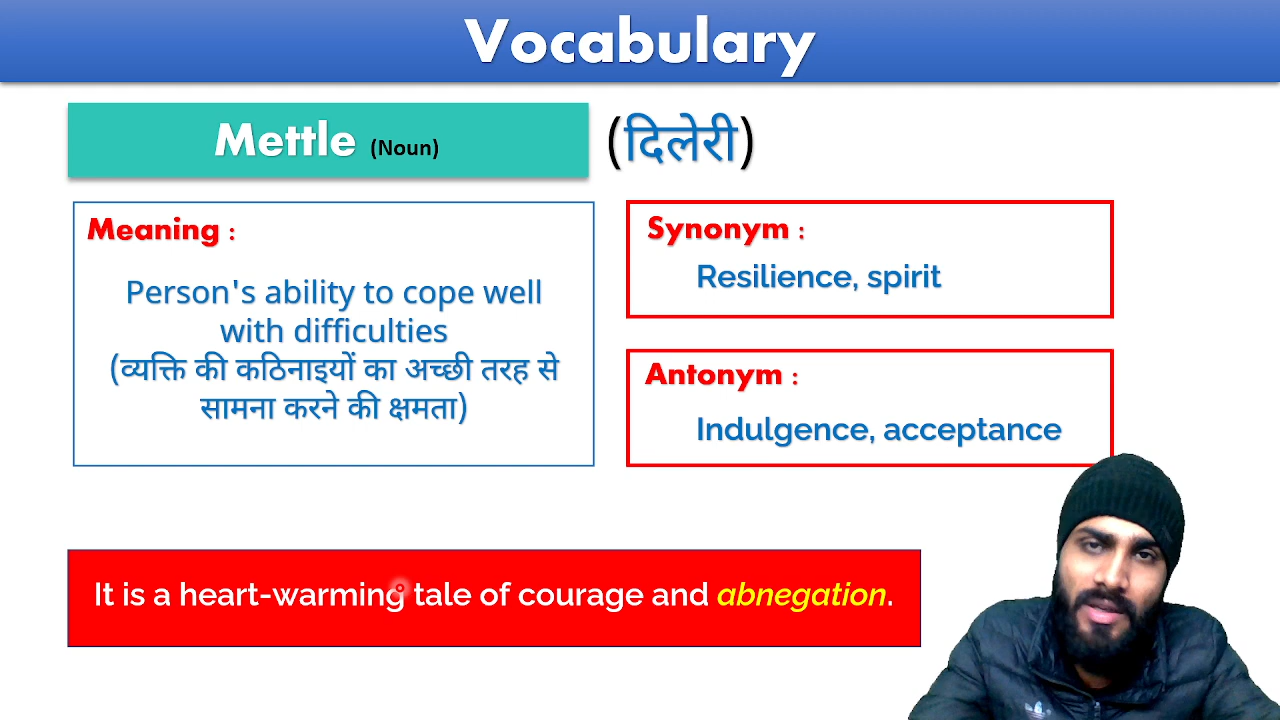 Vocabulary
Mettle (Noun)
(दिलेरी)
Meaning :
Person's ability to cope well
with difficulties
(व्यक्ति की कठिनाइयों का अच्छी तरह से
सामना करने की क्षमता)
Synonym :
Resilience, spirit
Antonym :
Indulgence, acceptance
It is a heart-warming tale of courage and abnegation.